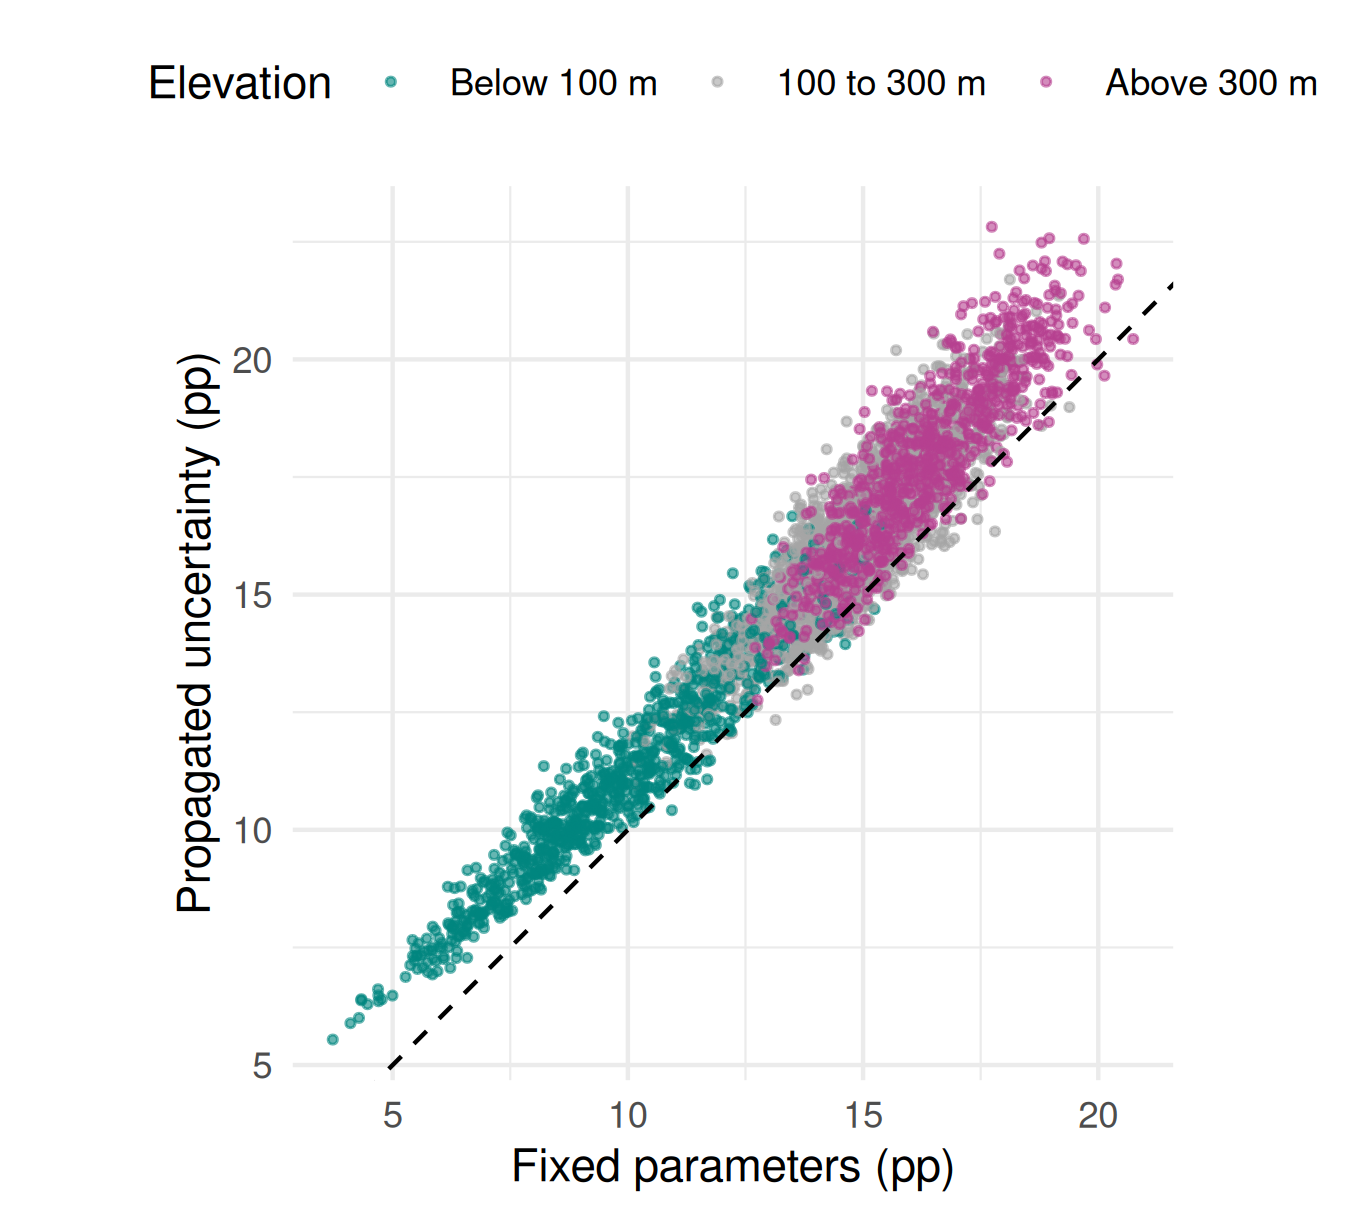 Elevation Below 100 m 100 to 300 m Above 300 m
Propagated uncertainty (pp)
20
15
10
5
5 10 15 20
Fixed parameters (pp)